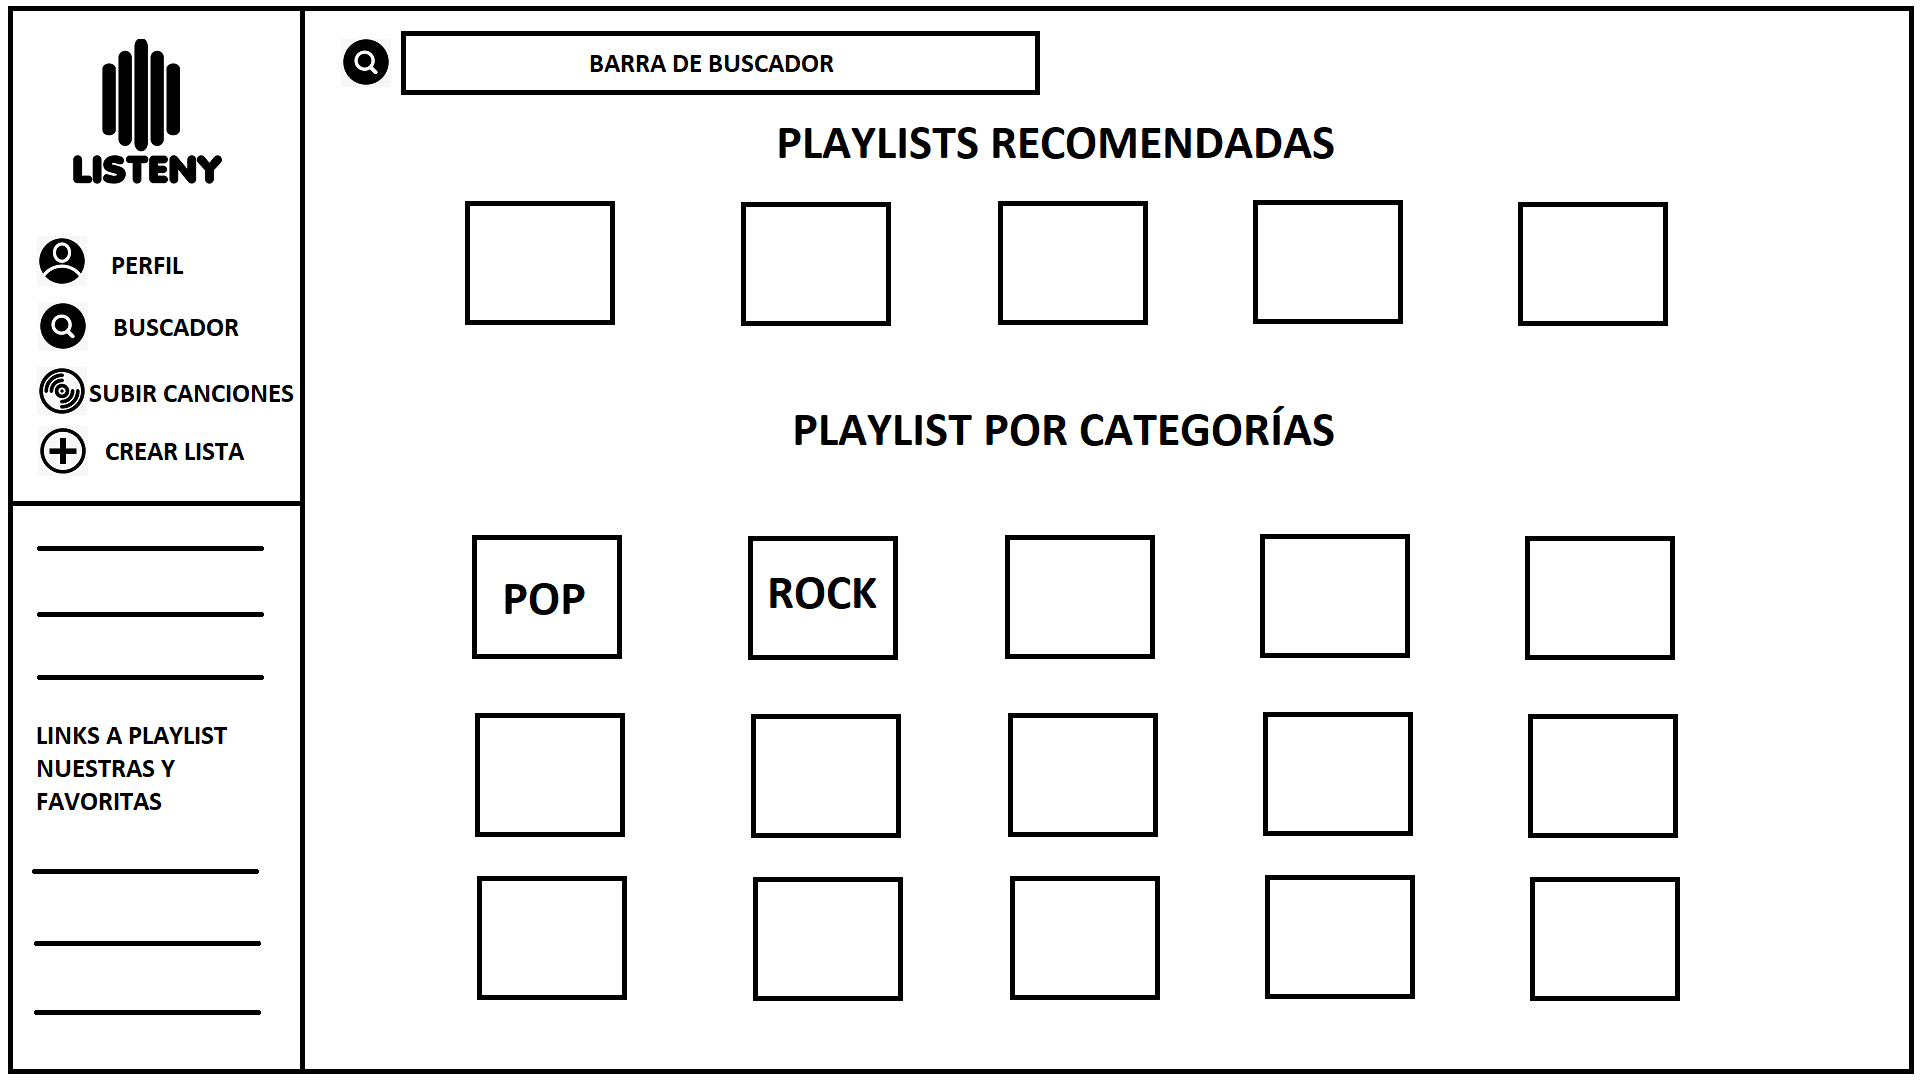 LISTENY
PERFIL
BUSCADOR
SUBIR CANCIONES
CREAR LISTA
LINKS A PLAYLIST
NUESTRAS Y
FAVORITAS
BARRA DE BUSCADOR
PLAYLISTS RECOMENDADAS
PLAYLIST POR CATEGORÍAS
POP
ROCK